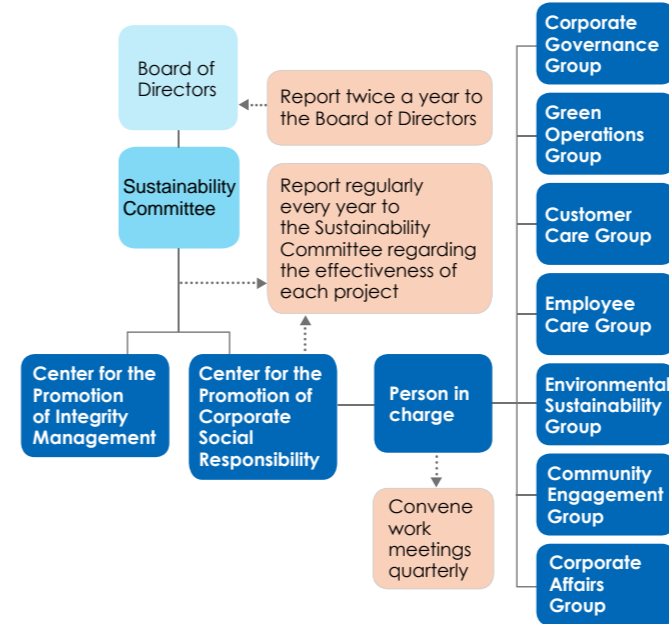 Board of
Directors
Report twice a year to
the Board of Directors
Sustainability
Committee
Report regularly
every year to
the Sustainability
Committee regarding
the effectiveness of
each project
Center for the
Promotion
of Integrity
Management
Center for the
Promotion of
Corporate
Social
Responsibility
Person in
charge
Convene
work
meetings
quarterly
Corporate
Governance
Group
Green
Operations
Group
Customer
Care Group
Employee
Care Group
Environmental
Sustainability
Group
Community
Engagement
Group
Corporate
Affairs
Group